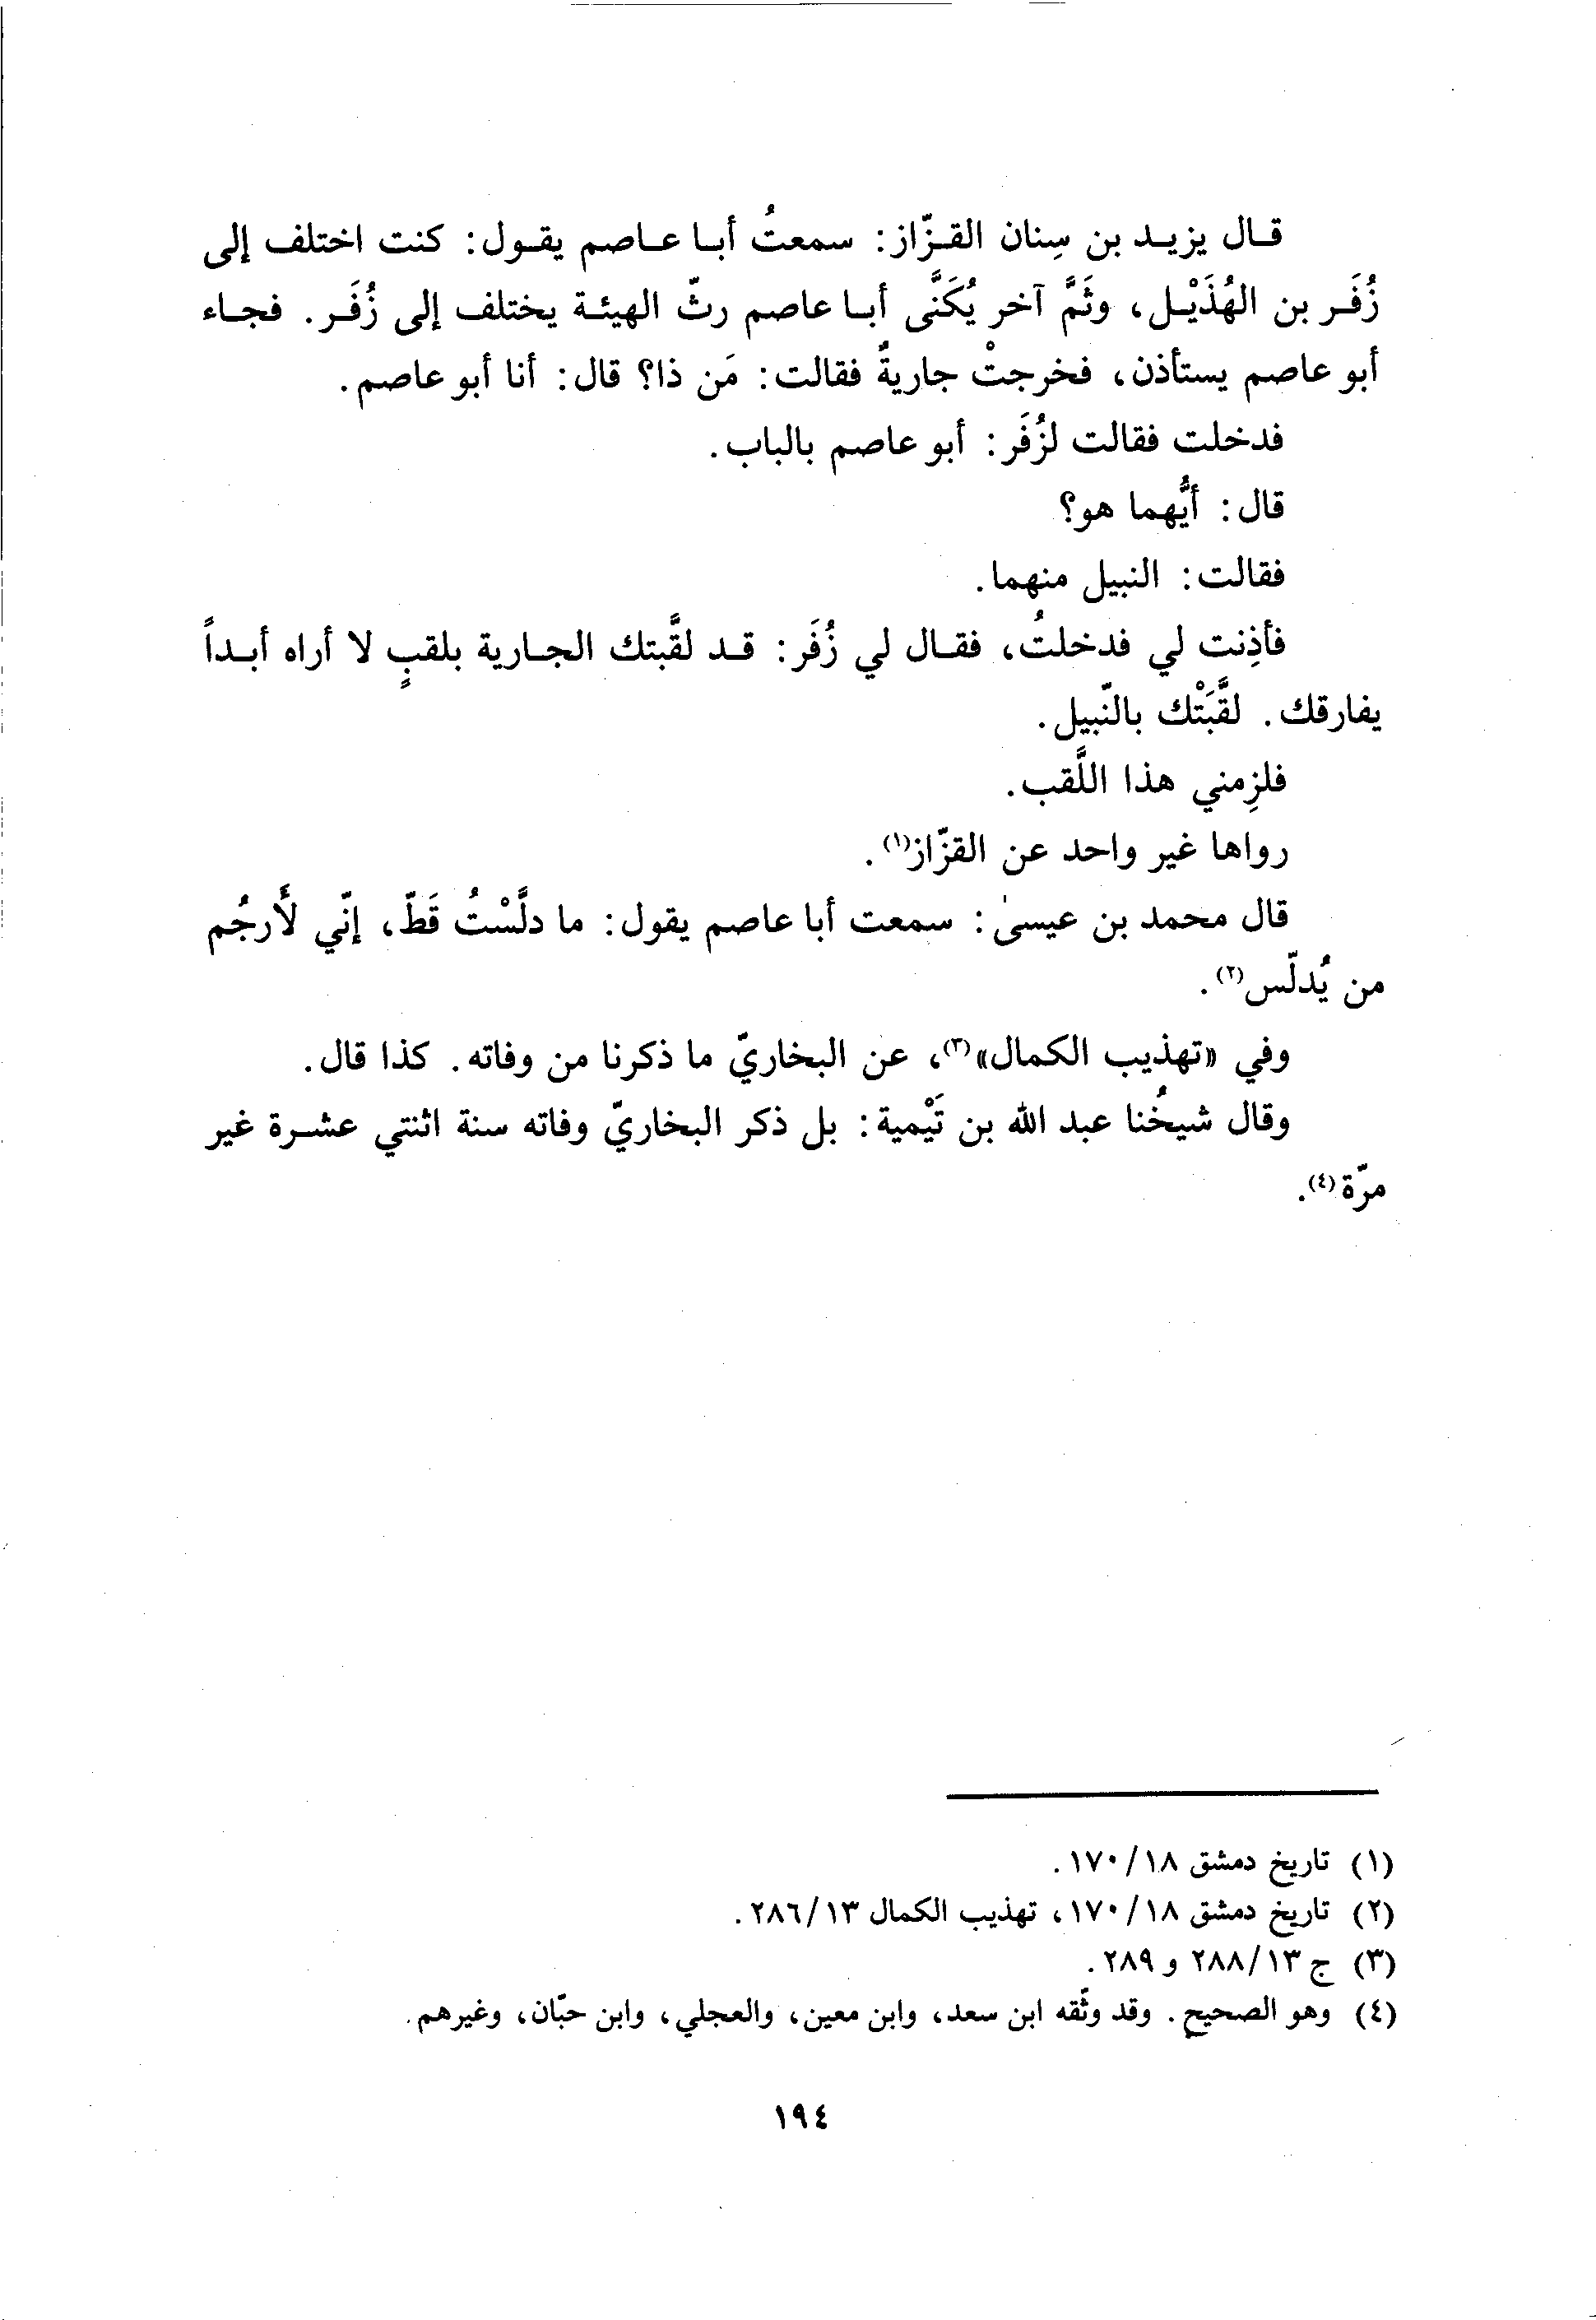 قال يزيد بن سِنان القزّاز: سمعتُ أبا عاصم يقول: كنت اختلف إلى
زُفَر بن الهُذَيْل، وثَمَّ آخر يُكَنَّى أبا عاصم رثّ الهيئة يختلف إلى زُفَر. فجاء
أبو عاصم يستأذن، فخرجتْ جاريةٌ فقالت: مَن ذا؟ قال: أنا أبو عاصم.
فدخلت فقالت لزُفَر: أبو عاصم بالباب.
قال: أيُّهما هو؟
فقالت: النبيل منهما.
فأذِنت لي فدخلتُ، فقال لي زُفَر: قد لقَّبتك الجارية بلقبٍ لا أراه أبداً
يفارقك. لقَّبَتْك بالنّبيل.
فلزِمني هذا اللَّقب.
رواها غير واحد عن القزّاز(١).
قال محمد بن عيسىٰ: سمعت أبا عاصم يقول: ما دلَّسْتُ قَطّ، إنّي لَأرجُم
من يُدلّس(٢).
وفي «تهذيب الكمال»(٣)، عن البخاريّ ما ذكرنا من وفاته. كذا قال.
وقال شيخُنا عبد الله بن تَيْمية: بل ذكر البخاريّ وفاته سنة اثنتي عشرة غير
مرّة(٤).
(١) تاريخ دمشق ١٧٠/١٨.
(٢) تاريخ دمشق ١٧٠/١٨، تهذيب الكمال ٢٨٦/١٣.
(٣) ج ٢٨٨/١٣ و ٢٨٩.
(٤) وهو الصحيح. وقد وثّقه ابن سعد، وابن معين، والعجلي، وابن حبّان، وغيرهم.
١٩٤